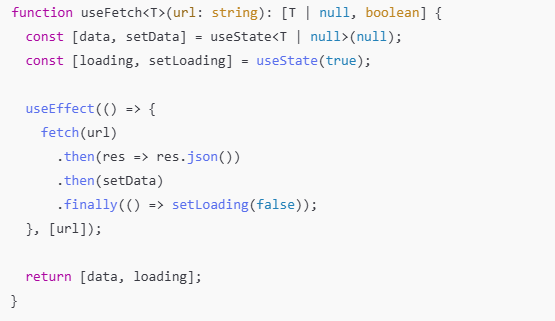 function useFetch<T>(url: string): [T | null, boolean] {
  const [data, setData] = useState<T | null>(null);
  const [loading, setLoading] = useState(true);

  useEffect(() => {
    fetch(url)
      .then(res => res.json())
      .then(setData)
      .finally(() => setLoading(false));
  }, [url]);

  return [data, loading];
}